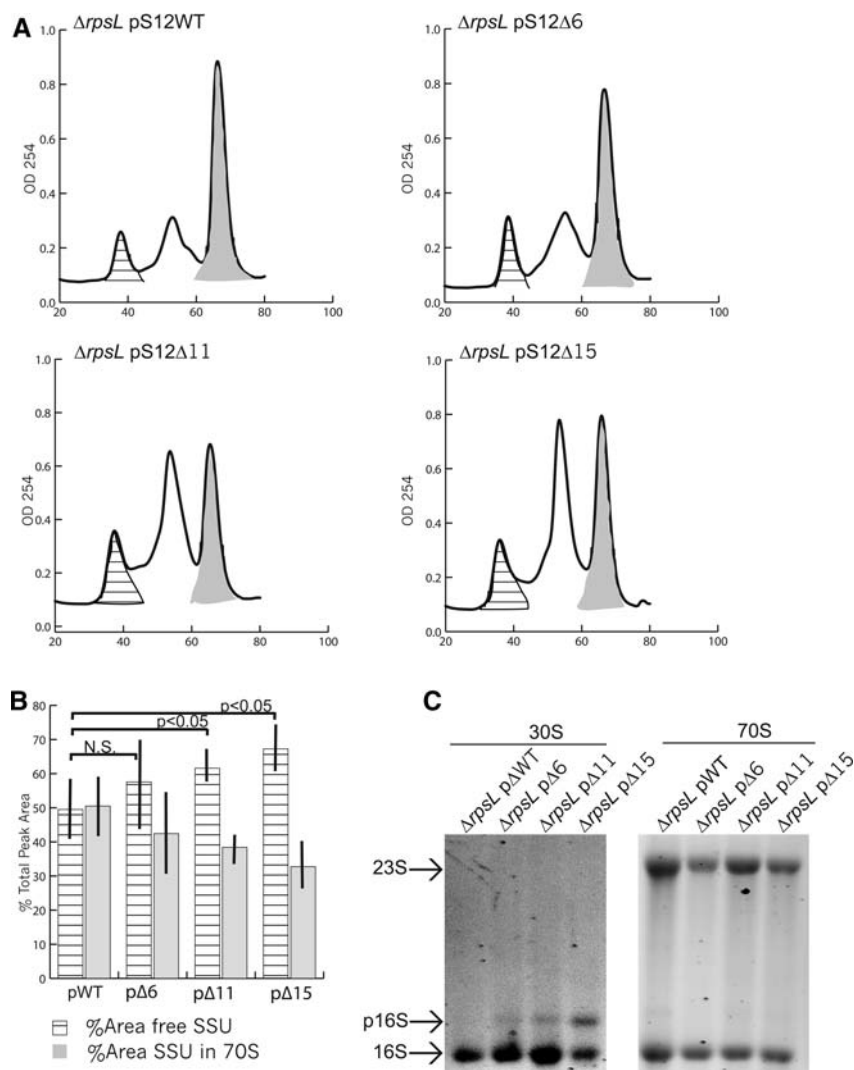 A
ΔrpsL pS12WT
ΔrpsL pS12Δ6
1.0
0.8
0.6
0.4
0.2
0.0
OD 254
20
40
60
80
100
1.0
0.8
0.6
0.4
0.2
0.0
OD 254
20
40
60
80
100
ΔrpsL pS12Δ11
ΔrpsL pS12Δ15
1.0
0.8
0.6
0.4
0.2
0.0
OD 254
20
40
60
80
100
1.0
0.8
0.6
0.4
0.2
0.0
OD 254
20
40
60
80
100
B
80
70
60
50
40
30
20
10
0
% Total Peak Area
p<0.05
p<0.05
N.S.
pWT
pΔ6
pΔ11
pΔ15
%Area free SSU
%Area SSU in 70S
C
30S
70S
ΔrpsL pΔWT
ΔrpsL pΔ6
ΔrpsL pΔ11
ΔrpsL pΔ15
ΔrpsL pWT
ΔrpsL pΔ6
ΔrpsL pΔ11
ΔrpsL pΔ15
23S
p16S
16S